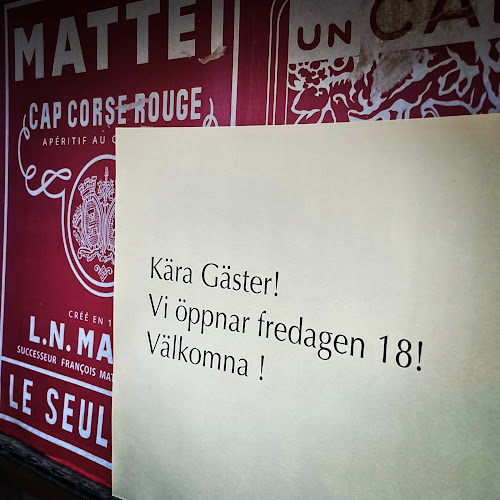 MATTEI
CAP CORSE ROUGE
APÉRITIF AU
CRÉÉ EN 1
L.N. MA
SUCCESSEUR FRANÇOIS MAT
LE SEUL
UN CA
Kära Gäster!
Vi öppnar fredagen 18!
Välkomna !